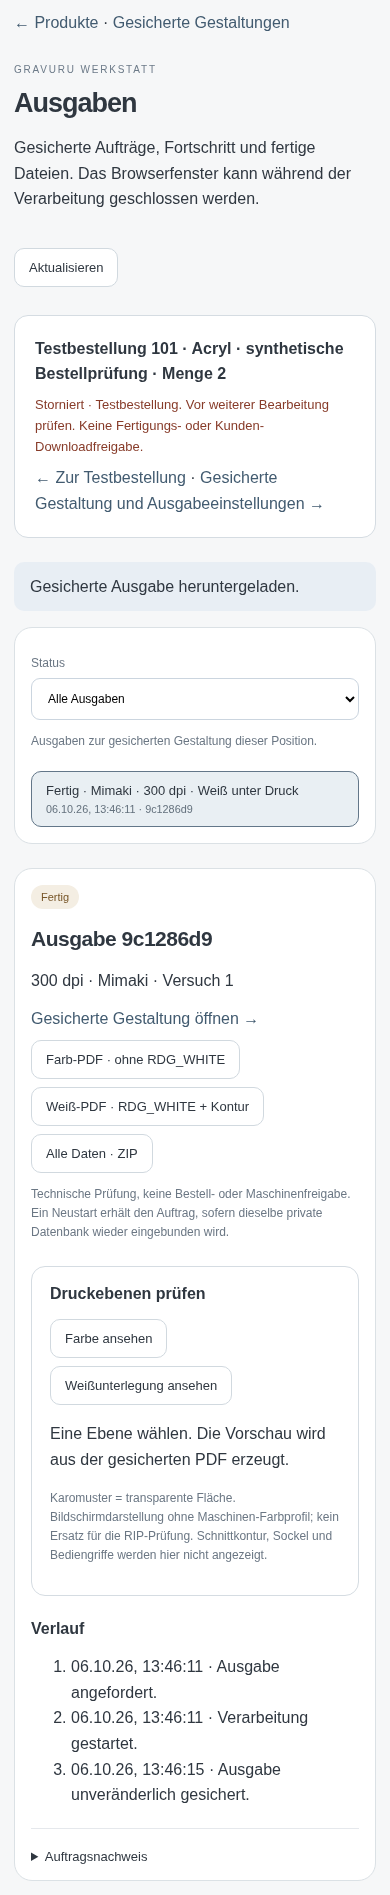 ← Produkte · Gesicherte Gestaltungen
GRAVURU WERKSTATT
Ausgaben
Gesicherte Aufträge, Fortschritt und fertige
Dateien. Das Browserfenster kann während der
Verarbeitung geschlossen werden.
Aktualisieren
Testbestellung 101 · Acryl · synthetische
Bestellprüfung · Menge 2
Storniert · Testbestellung. Vor weiterer Bearbeitung
prüfen. Keine Fertigungs- oder Kunden-
Downloadfreigabe.
← Zur Testbestellung · Gesicherte
Gestaltung und Ausgabeeinstellungen →
Gesicherte Ausgabe heruntergeladen.
Status
Alle Ausgaben
Ausgaben zur gesicherten Gestaltung dieser Position.
Fertig · Mimaki · 300 dpi · Weiß unter Druck
06.10.26, 13:46:11 · 9c1286d9
Fertig
Ausgabe 9c1286d9
300 dpi · Mimaki · Versuch 1
Gesicherte Gestaltung öffnen →
Farb-PDF · ohne RDG_WHITE
Weiß-PDF · RDG_WHITE + Kontur
Alle Daten · ZIP
Technische Prüfung, keine Bestell- oder Maschinenfreigabe.
Ein Neustart erhält den Auftrag, sofern dieselbe private
Datenbank wieder eingebunden wird.
Druckebenen prüfen
Farbe ansehen
Weißunterlegung ansehen
Eine Ebene wählen. Die Vorschau wird
aus der gesicherten PDF erzeugt.
Karomuster = transparente Fläche.
Bildschirmdarstellung ohne Maschinen-Farbprofil; kein
Ersatz für die RIP-Prüfung. Schnittkontur, Sockel und
Bediengriffe werden hier nicht angezeigt.
Verlauf
1. 06.10.26, 13:46:11 · Ausgabe
angefordert.
2. 06.10.26, 13:46:11 · Verarbeitung
gestartet.
3. 06.10.26, 13:46:15 · Ausgabe
unveränderlich gesichert.
▶ Auftragsnachweis